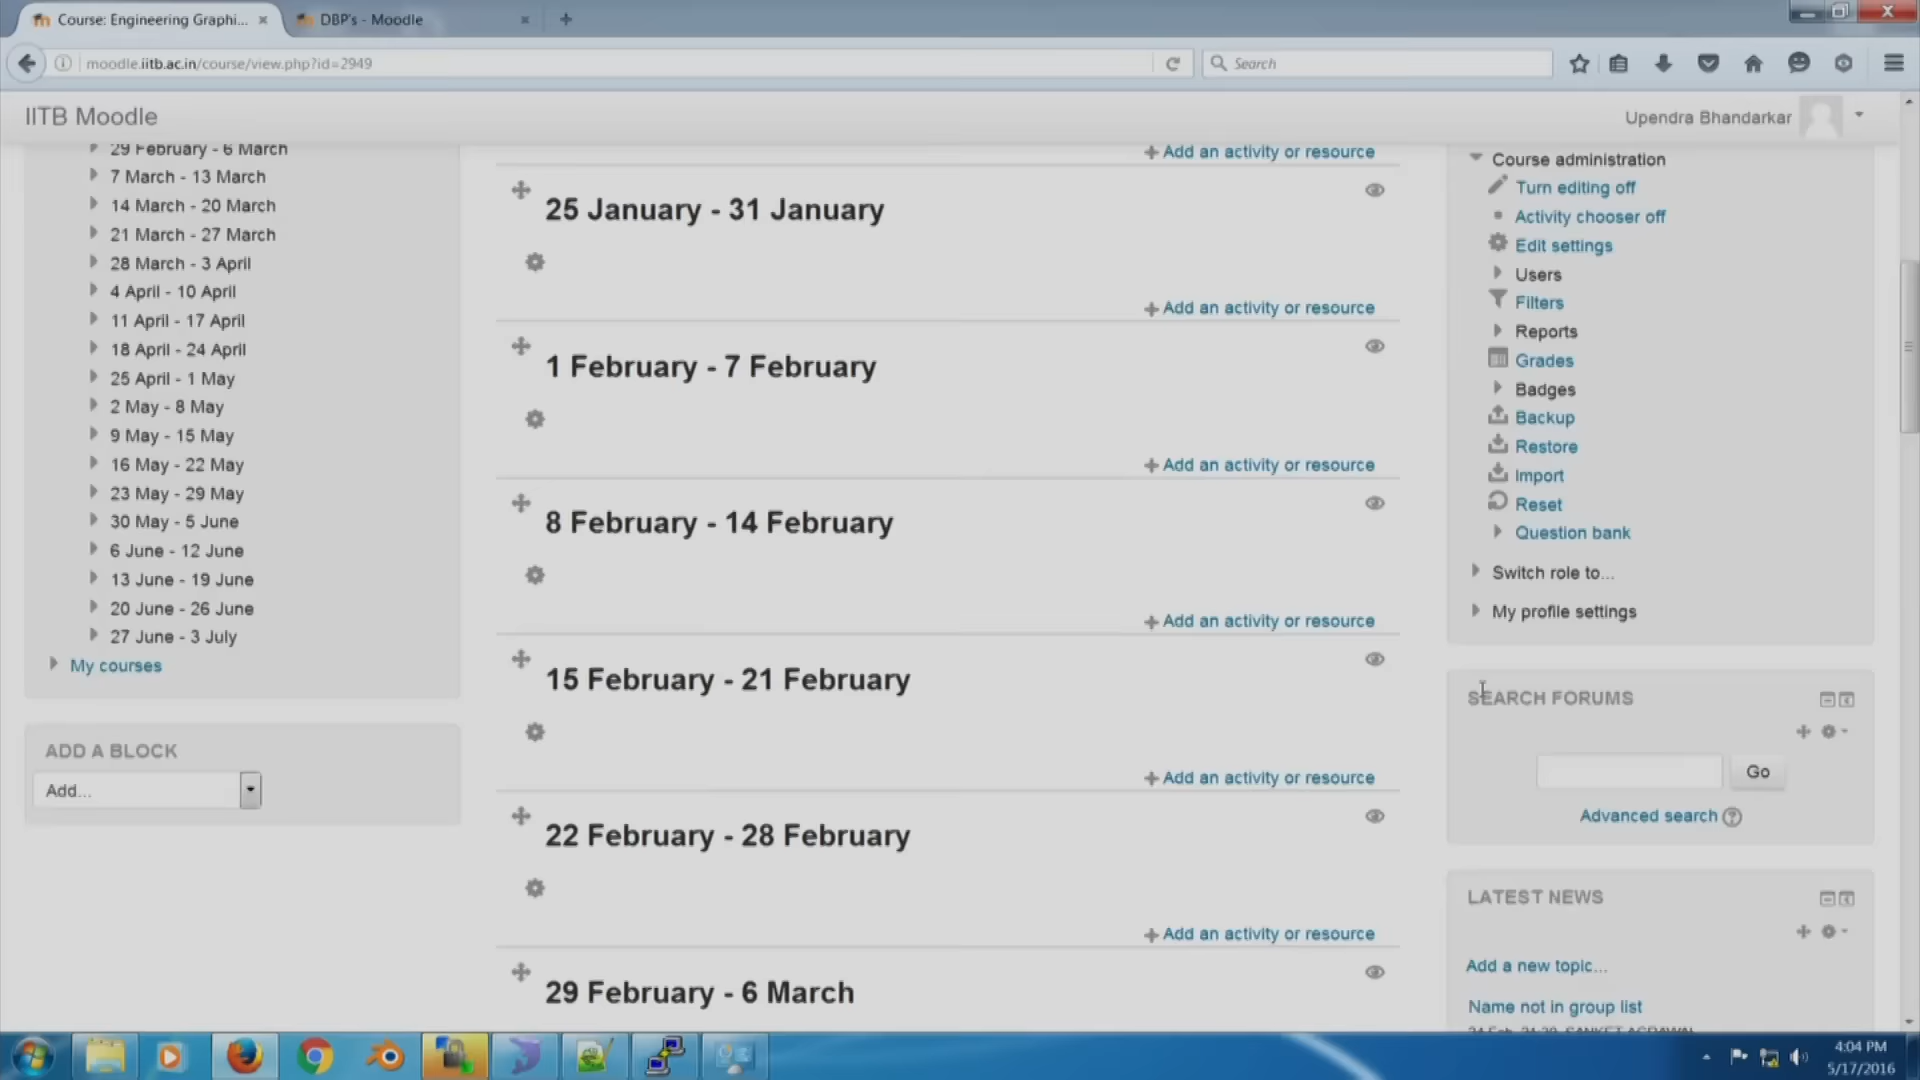 Course: Engineering Graphi...
DBP's - Moodle
moodle.iitb.ac.in/course/view.php?id=2949
Search
IITB Moodle
Upendra Bhandarkar
29 February - 6 March
7 March - 13 March
14 March - 20 March
21 March - 27 March
28 March - 3 April
4 April - 10 April
11 April - 17 April
18 April - 24 April
25 April - 1 May
2 May - 8 May
9 May - 15 May
16 May - 22 May
23 May - 29 May
30 May - 5 June
6 June - 12 June
13 June - 19 June
20 June - 26 June
27 June - 3 July
My courses
ADD A BLOCK
Add...
Add an activity or resource
25 January - 31 January
Add an activity or resource
1 February - 7 February
Add an activity or resource
8 February - 14 February
Add an activity or resource
15 February - 21 February
Add an activity or resource
22 February - 28 February
Add an activity or resource
29 February - 6 March
Course administration
Turn editing off
Activity chooser off
Edit settings
Users
Filters
Reports
Grades
Badges
Backup
Restore
Import
Reset
Question bank
Switch role to...
My profile settings
SEARCH FORUMS
Go
Advanced search
LATEST NEWS
Add a new topic...
Name not in group list
24 Feb, 21:20 SANKET AGRAWAL
4:04 PM
5/17/2016